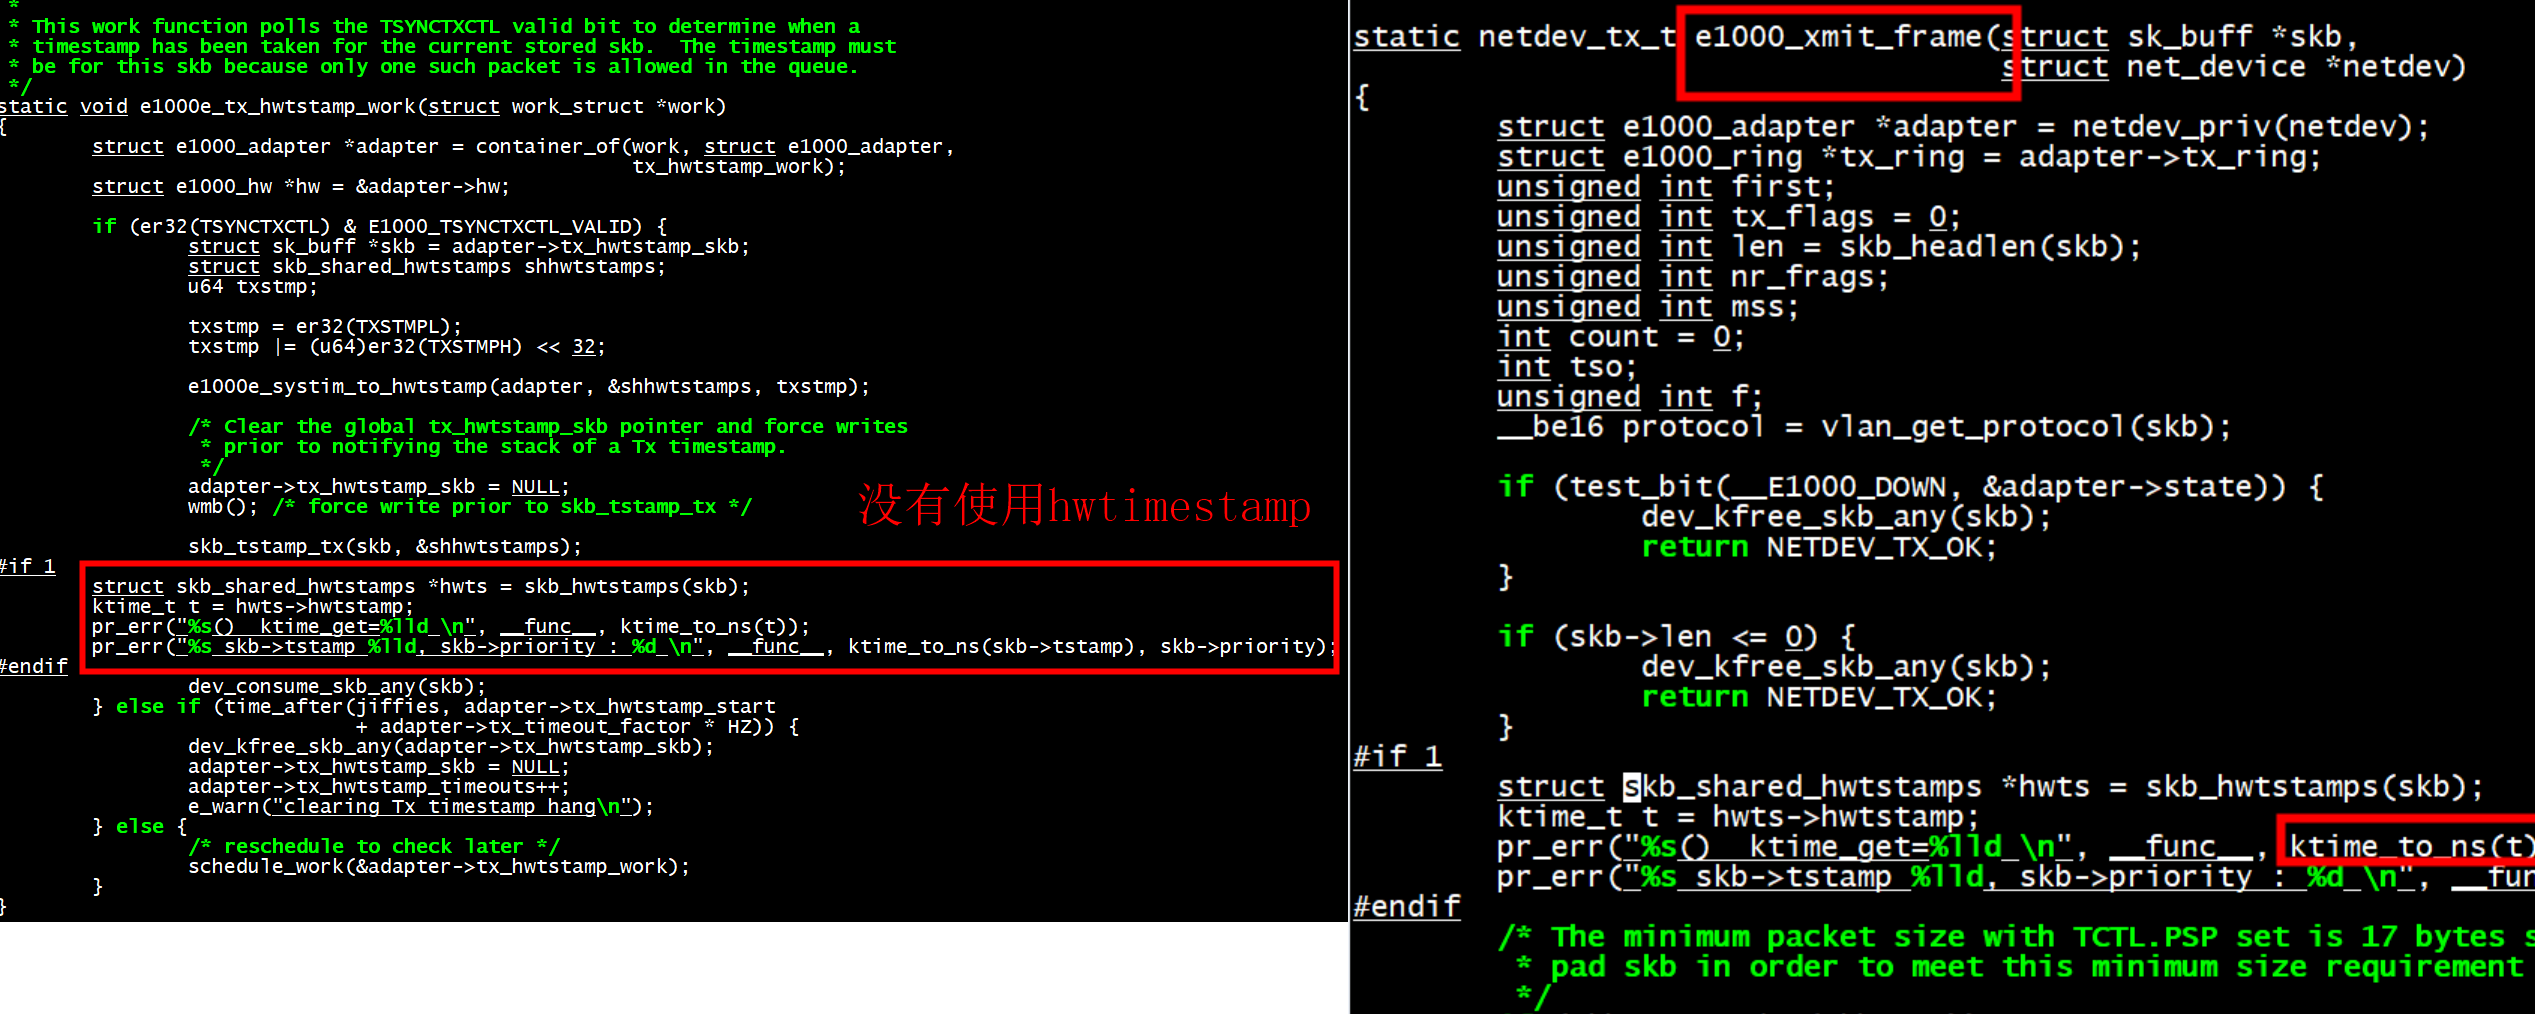 *
* This work function polls the TSYNCTXCTL valid bit to determine when a
* timestamp has been taken for the current stored skb.  The timestamp must
* be for this skb because only one such packet is allowed in the queue.
*/
static void e1000e_tx_hwtstamp_work(struct work_struct *work)
{
struct e1000_adapter *adapter = container_of(work, struct e1000_adapter,
tx_hwtstamp_work);
struct e1000_hw *hw = &adapter->hw;
if (er32(TSYNCTXCTL) & E1000_TSYNCTXCTL_VALID) {
struct sk_buff *skb = adapter->tx_hwtstamp_skb;
struct skb_shared_hwtstamps shhwtstamps;
u64 txstmp;
txstmp = er32(TXSTMPL);
txstmp |= (u64)er32(TXSTMPH) << 32;
e1000e_systim_to_hwtstamp(adapter, &shhwtstamps, txstmp);
/* Clear the global tx_hwtstamp_skb pointer and force writes
* prior to notifying the stack of a Tx timestamp.
*/
adapter->tx_hwtstamp_skb = NULL;
wmb(); /* force write prior to skb_tstamp_tx */
没有使用hwtimestamp
skb_tstamp_tx(skb, &shhwtstamps);
#if 1
struct skb_shared_hwtstamps *hwts = skb_hwtstamps(skb);
ktime_t t = hwts->hwtstamp;
pr_err("%s()  ktime_get=%lld \n", __func__, ktime_to_ns(t));
pr_err("%s skb->tstamp %lld, skb->priority : %d \n", __func__, ktime_to_ns(skb->tstamp), skb->priority);
#endif
dev_consume_skb_any(skb);
} else if (time_after(jiffies, adapter->tx_hwtstamp_start
+ adapter->tx_timeout_factor * HZ)) {
dev_kfree_skb_any(adapter->tx_hwtstamp_skb);
adapter->tx_hwtstamp_skb = NULL;
adapter->tx_hwtstamp_timeouts++;
e_warn("clearing Tx timestamp hang\n");
} else {
/* reschedule to check later */
schedule_work(&adapter->tx_hwtstamp_work);
}
}
static netdev_tx_t e1000_xmit_frame(struct sk_buff *skb,
struct net_device *netdev)
{
struct e1000_adapter *adapter = netdev_priv(netdev);
struct e1000_ring *tx_ring = adapter->tx_ring;
unsigned int first;
unsigned int tx_flags = 0;
unsigned int len = skb_headlen(skb);
unsigned int nr_frags;
unsigned int mss;
int count = 0;
int tso;
unsigned int f;
__be16 protocol = vlan_get_protocol(skb);
if (test_bit(__E1000_DOWN, &adapter->state)) {
dev_kfree_skb_any(skb);
return NETDEV_TX_OK;
}
if (skb->len <= 0) {
dev_kfree_skb_any(skb);
return NETDEV_TX_OK;
}
#if 1
struct skb_shared_hwtstamps *hwts = skb_hwtstamps(skb);
ktime_t t = hwts->hwtstamp;
pr_err("%s()  ktime_get=%lld \n", __func__, ktime_to_ns(t)
pr_err("%s skb->tstamp %lld, skb->priority : %d \n", __fun
#endif
/* The minimum packet size with TCTL.PSP set is 17 bytes s
* pad skb in order to meet this minimum size requirement
*/